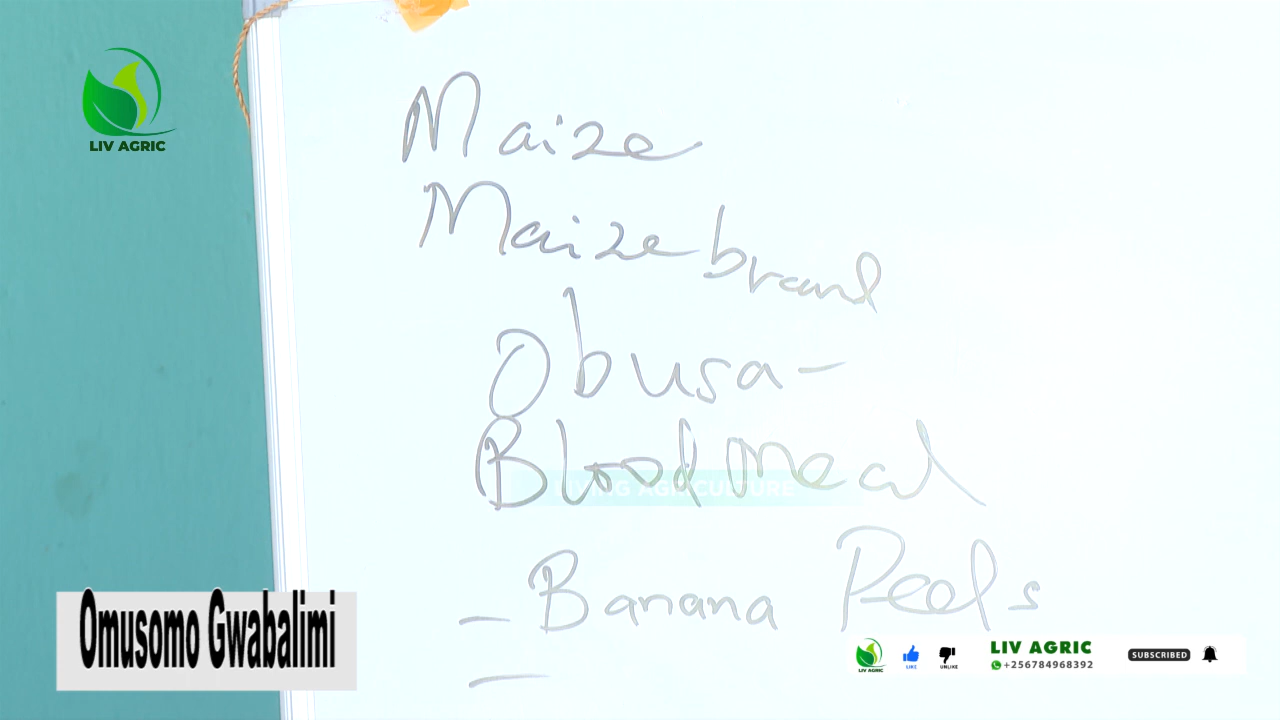 LIV AGRIC
Maize
Maize brand
Obusa -
Blood meal
LIVING AGRICULTURE
- Banana Peels
-
Omusomo Gwabalimi
LIV AGRIC
LIKE
UNLIKE
LIV AGRIC
+256784968392
SUBSCRIBED